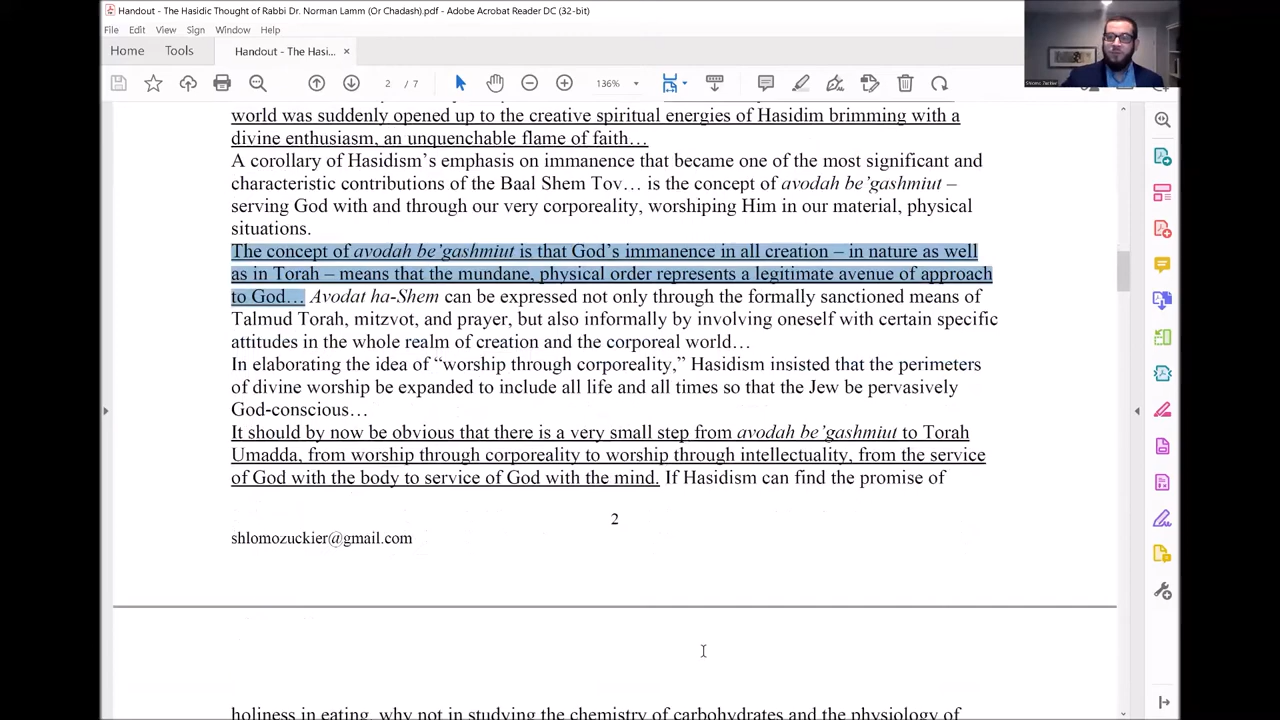 Handout - The Hasidic Thought of Rabbi Dr. Norman Lamm (Or Chadash).pdf - Adobe Acrobat Reader DC (32-bit)
File Edit View Sign Window Help
Home Tools Handout - The Hasi... ×
2 / 7 136%
world was suddenly opened up to the creative spiritual energies of Hasidim brimming with a
divine enthusiasm, an unquenchable flame of faith…
A corollary of Hasidism’s emphasis on immanence that became one of the most significant and
characteristic contributions of the Baal Shem Tov… is the concept of avodah be’gashmiut –
serving God with and through our very corporeality, worshiping Him in our material, physical
situations.
The concept of avodah be’gashmiut is that God’s immanence in all creation – in nature as well
as in Torah – means that the mundane, physical order represents a legitimate avenue of approach
to God… Avodat ha-Shem can be expressed not only through the formally sanctioned means of
Talmud Torah, mitzvot, and prayer, but also informally by involving oneself with certain specific
attitudes in the whole realm of creation and the corporeal world…
In elaborating the idea of “worship through corporeality,” Hasidism insisted that the perimeters
of divine worship be expanded to include all life and all times so that the Jew be pervasively
God-conscious…
It should by now be obvious that there is a very small step from avodah be’gashmiut to Torah
Umadda, from worship through corporeality to worship through intellectuality, from the service
of God with the body to service of God with the mind. If Hasidism can find the promise of
2
shlomozuckier@gmail.com
holiness in eating, why not in studying the chemistry of carbohydrates and the physiology of